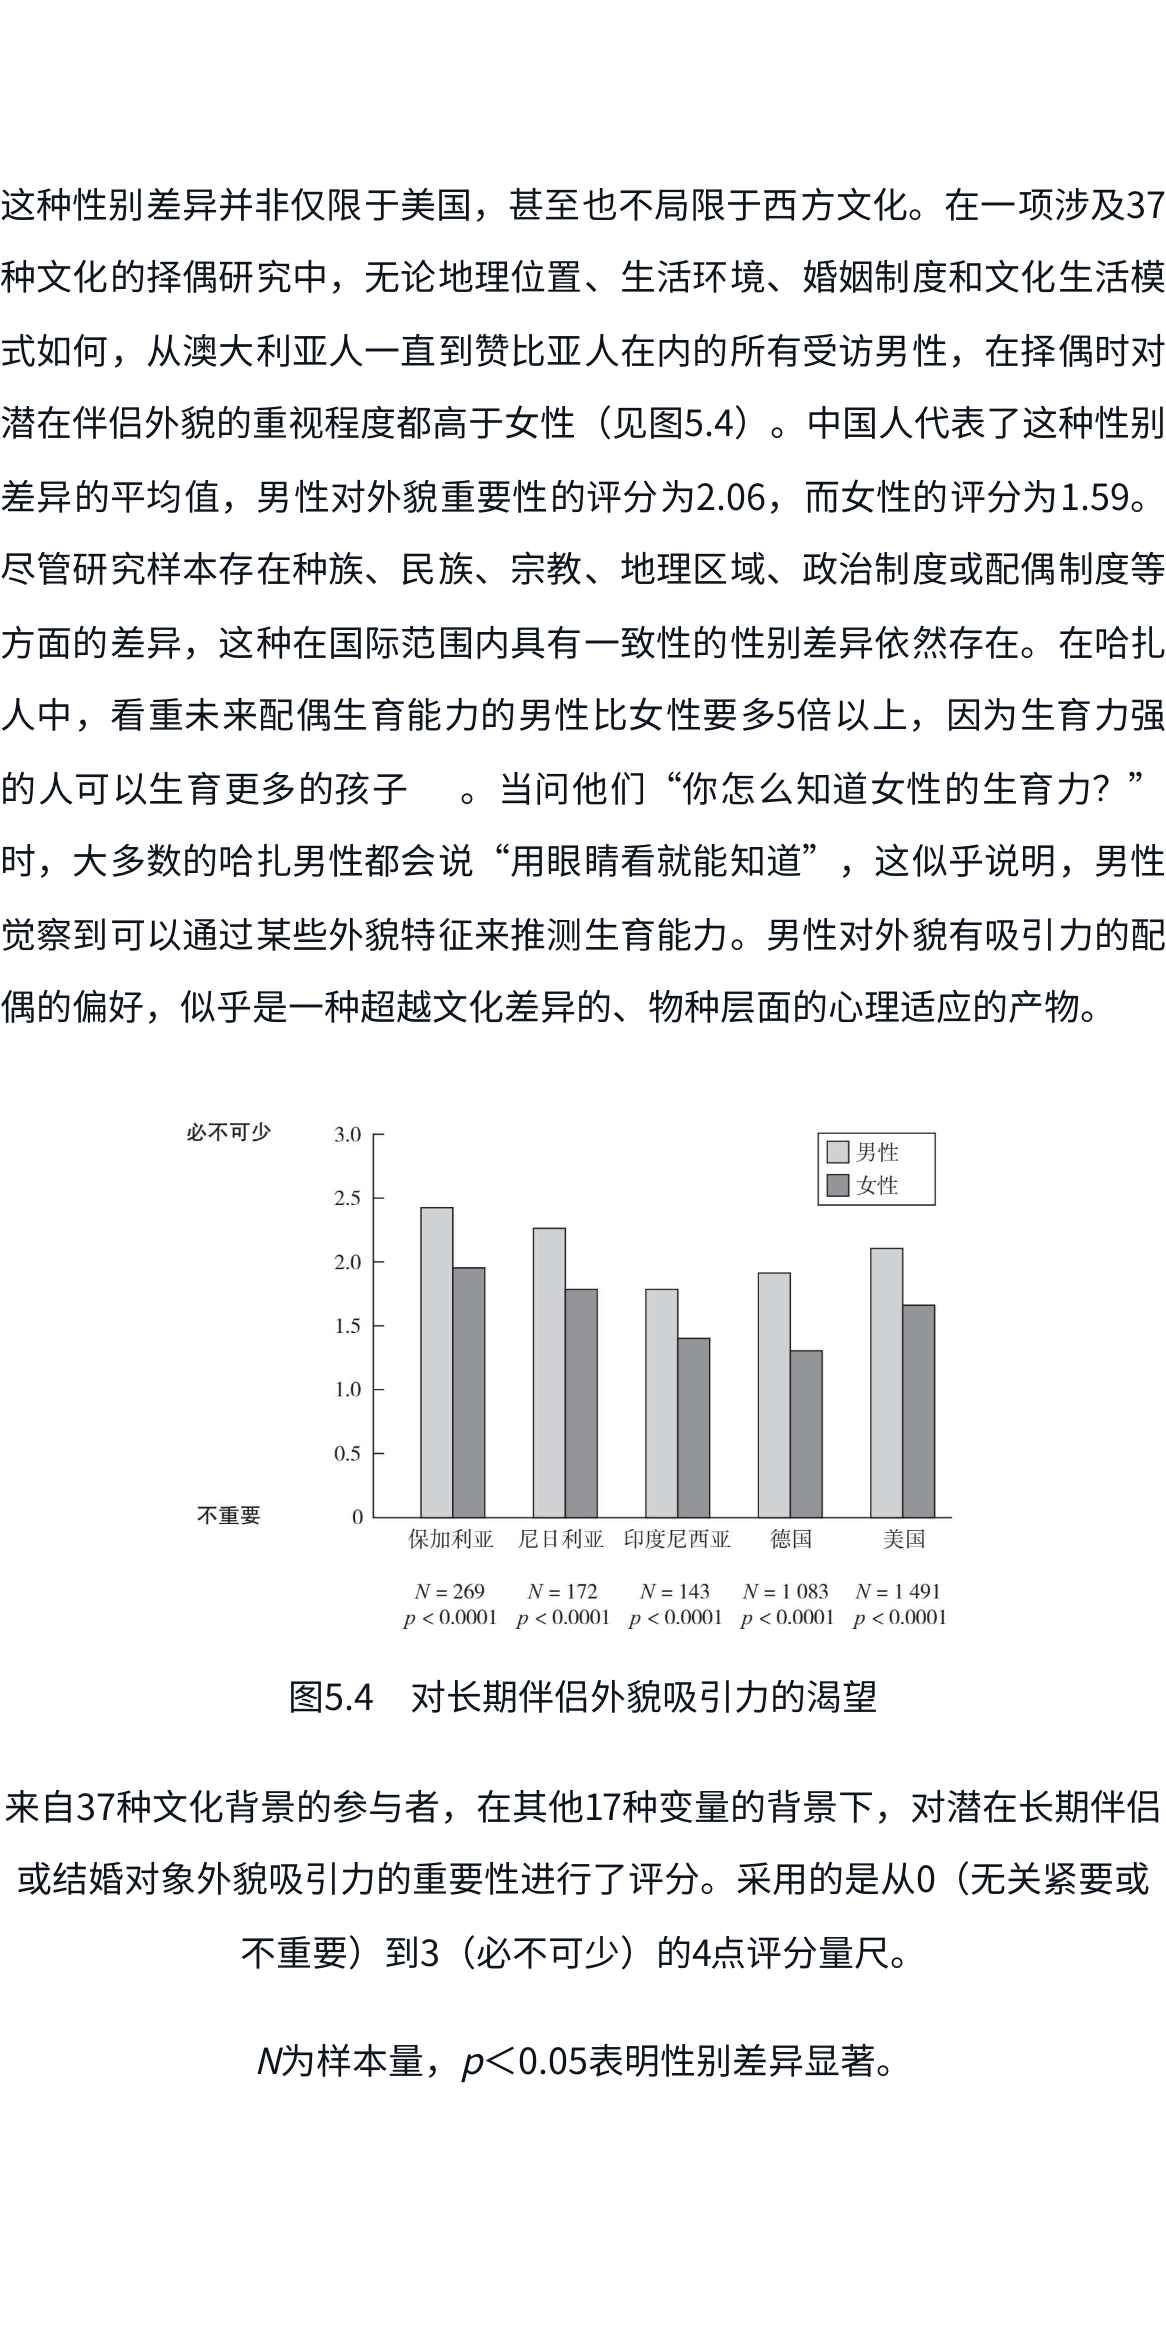 这种性别差异并非仅限于美国，甚至也不局限于西方文化。在一项涉及37
种文化的择偶研究中，无论地理位置、生活环境、婚姻制度和文化生活模
式如何，从澳大利亚人一直到赞比亚人在内的所有受访男性，在择偶时对
潜在伴侣外貌的重视程度都高于女性（见图5.4）。中国人代表了这种性别
差异的平均值，男性对外貌重要性的评分为2.06，而女性的评分为1.59。
尽管研究样本存在种族、民族、宗教、地理区域、政治制度或配偶制度等
方面的差异，这种在国际范围内具有一致性的性别差异依然存在。在哈扎
人中，看重未来配偶生育能力的男性比女性要多5倍以上，因为生育力强
的人可以生育更多的孩子　。当问他们“你怎么知道女性的生育力？”
时，大多数的哈扎男性都会说“用眼睛看就能知道”，这似乎说明，男性
觉察到可以通过某些外貌特征来推测生育能力。男性对外貌有吸引力的配
偶的偏好，似乎是一种超越文化差异的、物种层面的心理适应的产物。
必不可少
3.0
2.5
2.0
1.5
1.0
0.5
0
不重要
男性
女性
保加利亚 尼日利亚 印度尼西亚 德国 美国
N = 269 N = 172 N = 143 N = 1 083 N = 1 491
p < 0.0001 p < 0.0001 p < 0.0001 p < 0.0001 p < 0.0001
图5.4　对长期伴侣外貌吸引力的渴望
来自37种文化背景的参与者，在其他17种变量的背景下，对潜在长期伴侣
或结婚对象外貌吸引力的重要性进行了评分。采用的是从0（无关紧要或
不重要）到3（必不可少）的4点评分量尺。
N为样本量，p＜0.05表明性别差异显著。